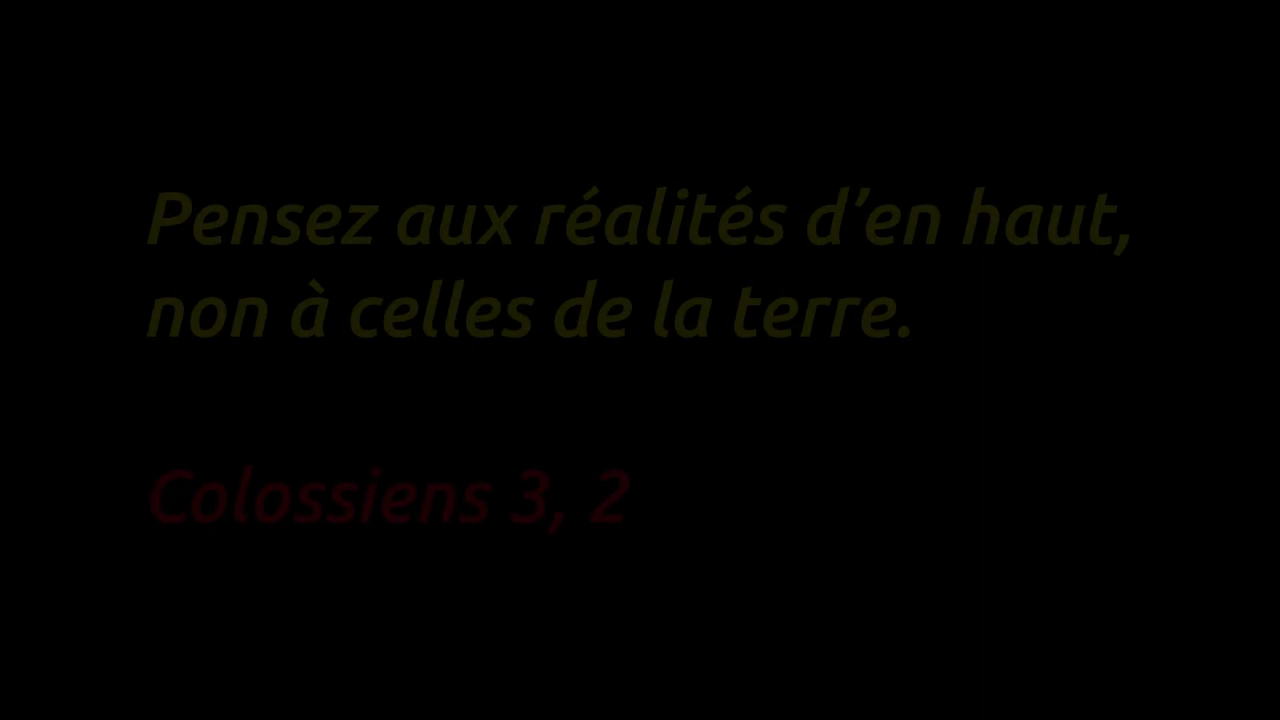 Pensez aux réalités d’en haut,
non à celles de la terre.
Colossiens 3, 2